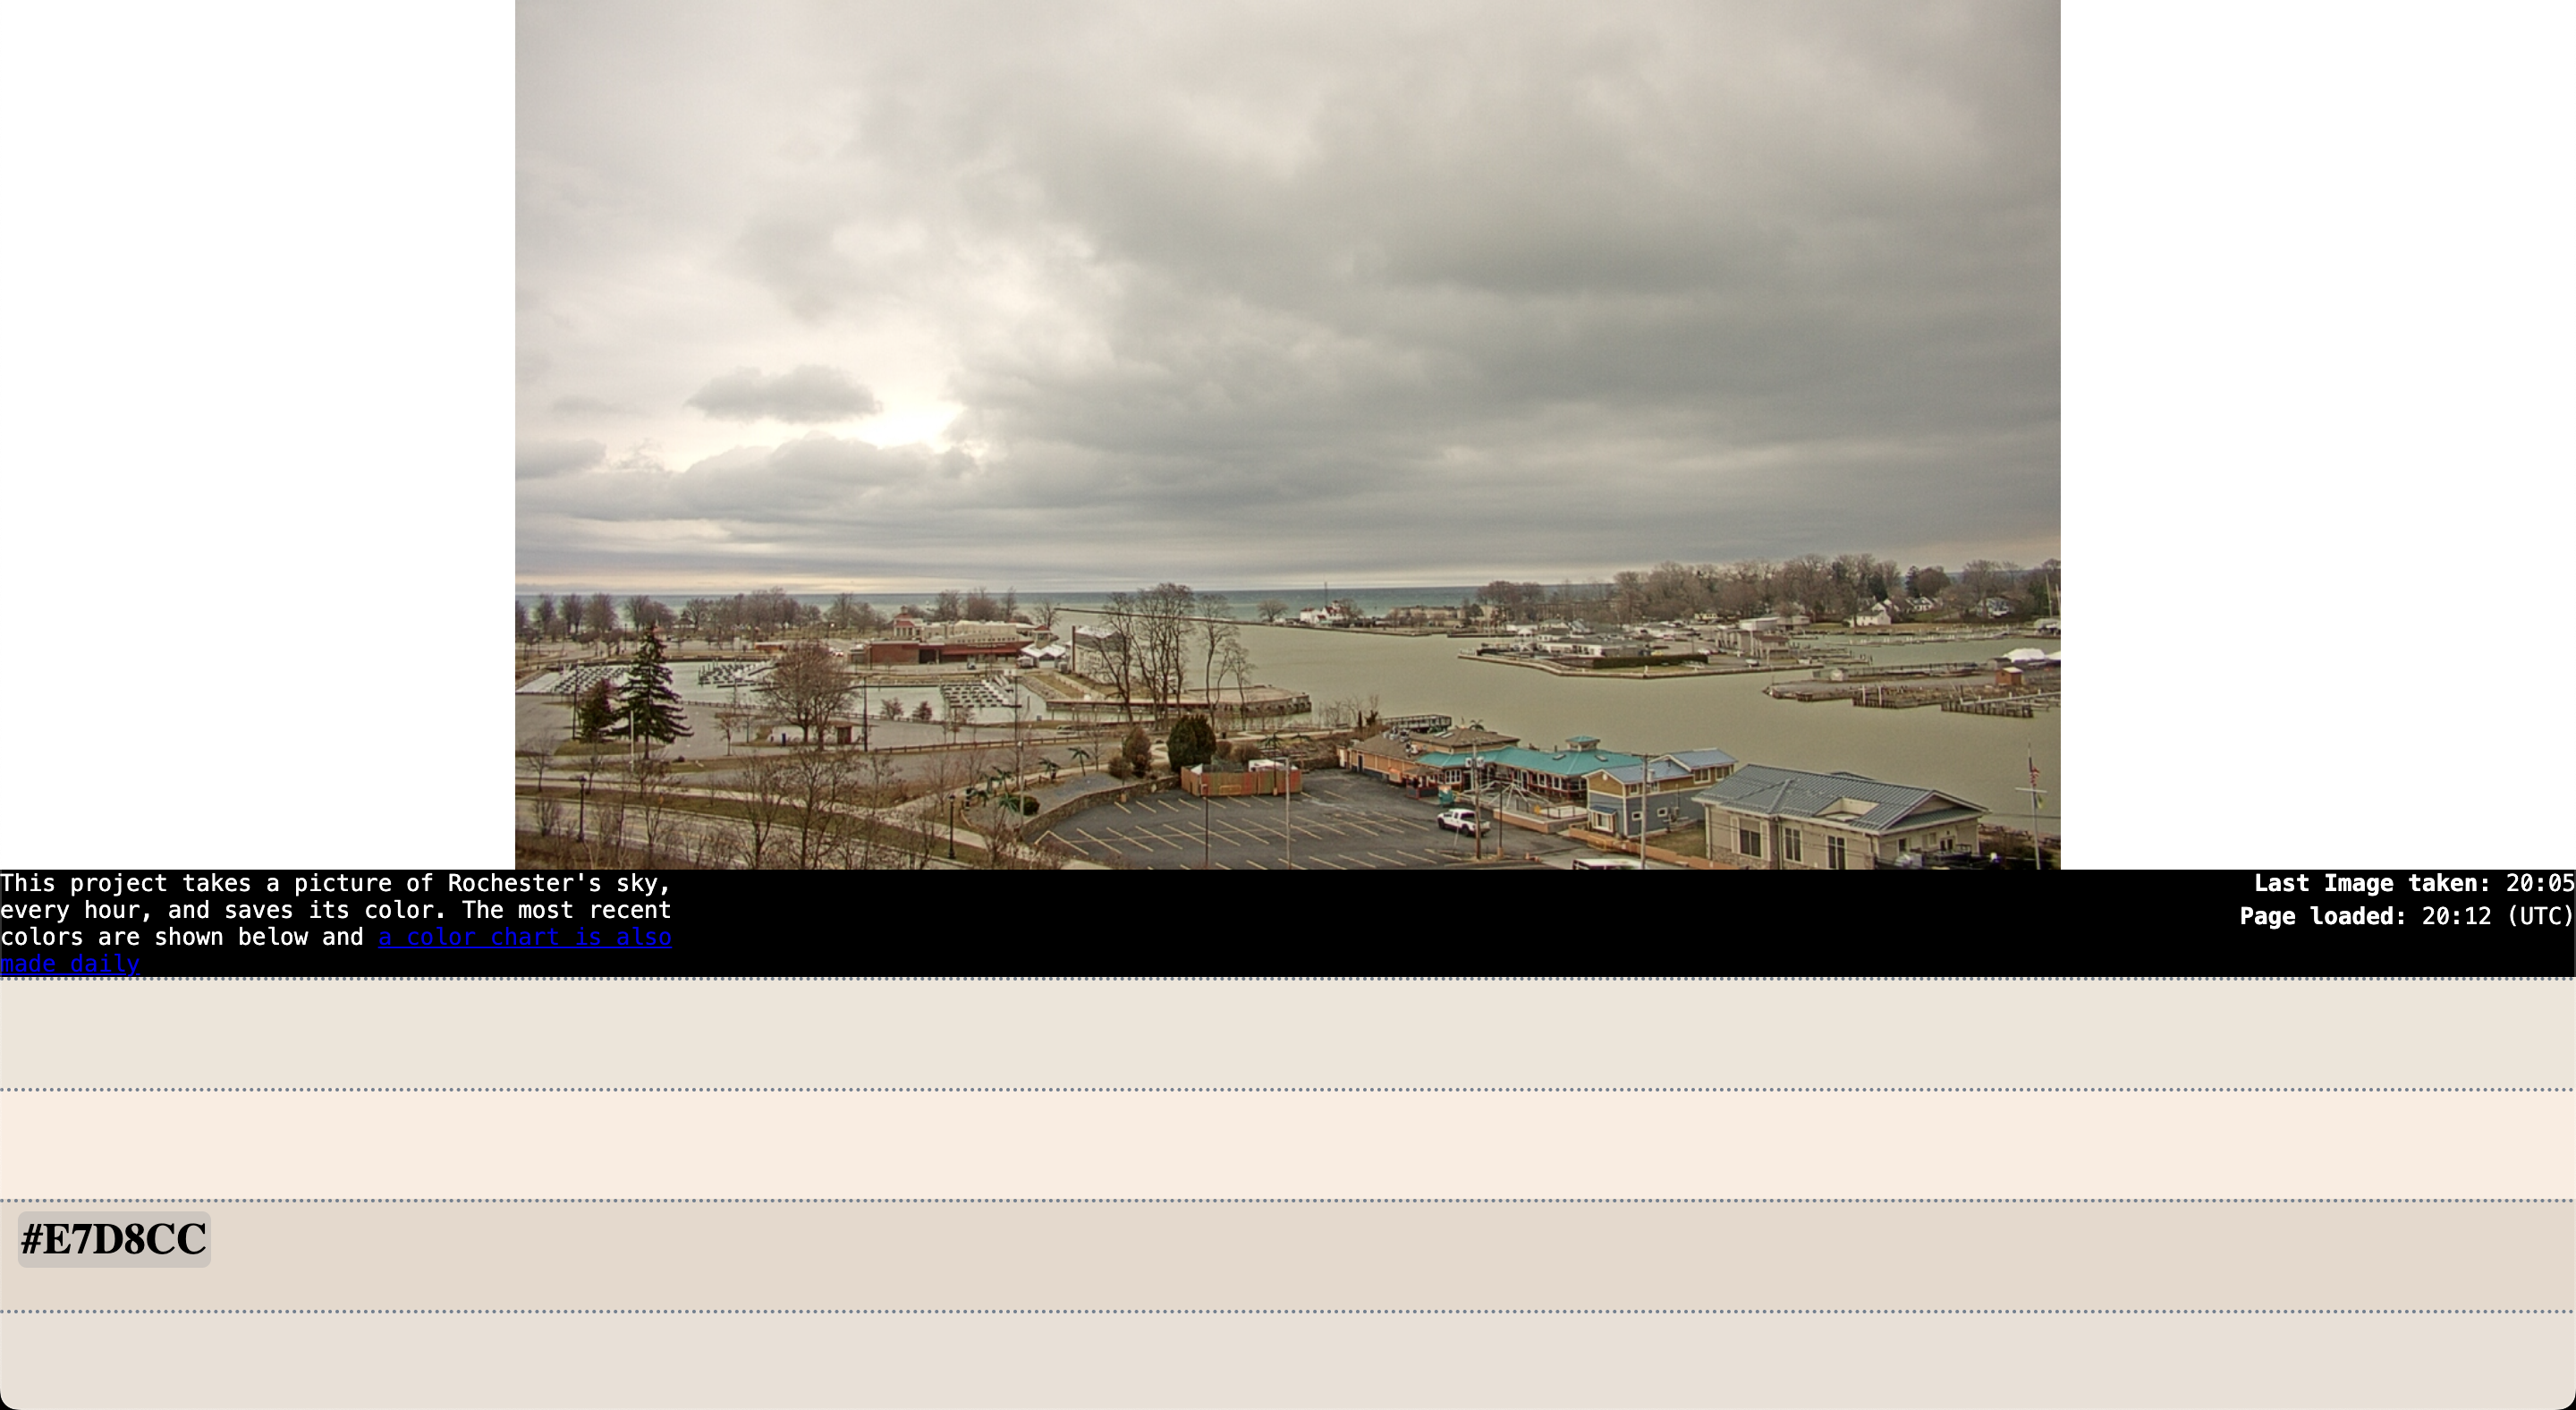 This project takes a picture of Rochester's sky,
every hour, and saves its color. The most recent
colors are shown below and a color chart is also
made daily
Last Image taken: 20:05
Page loaded: 20:12 (UTC)
#E7D8CC